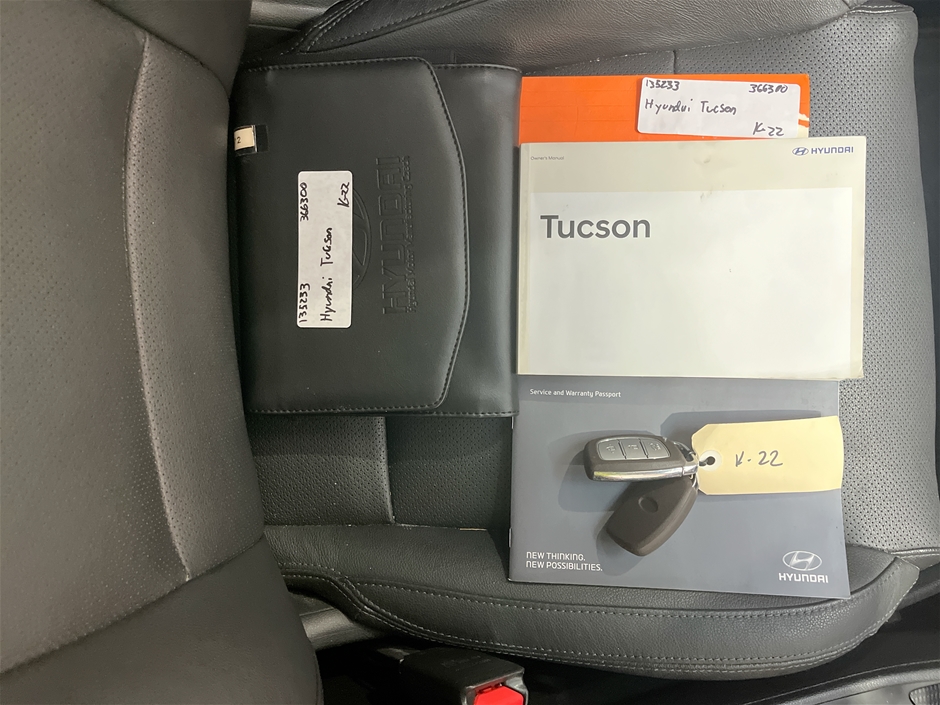 135233 366300
Hyundai Tucson
K-22
HYUNDAI
2
135233 366300
Hyundai Tucson
K-22
Owner's Manual
HYUNDAI
Tucson
Service and Warranty Passport
K-22
NEW THINKING.
NEW POSSIBILITIES.
HYUNDAI